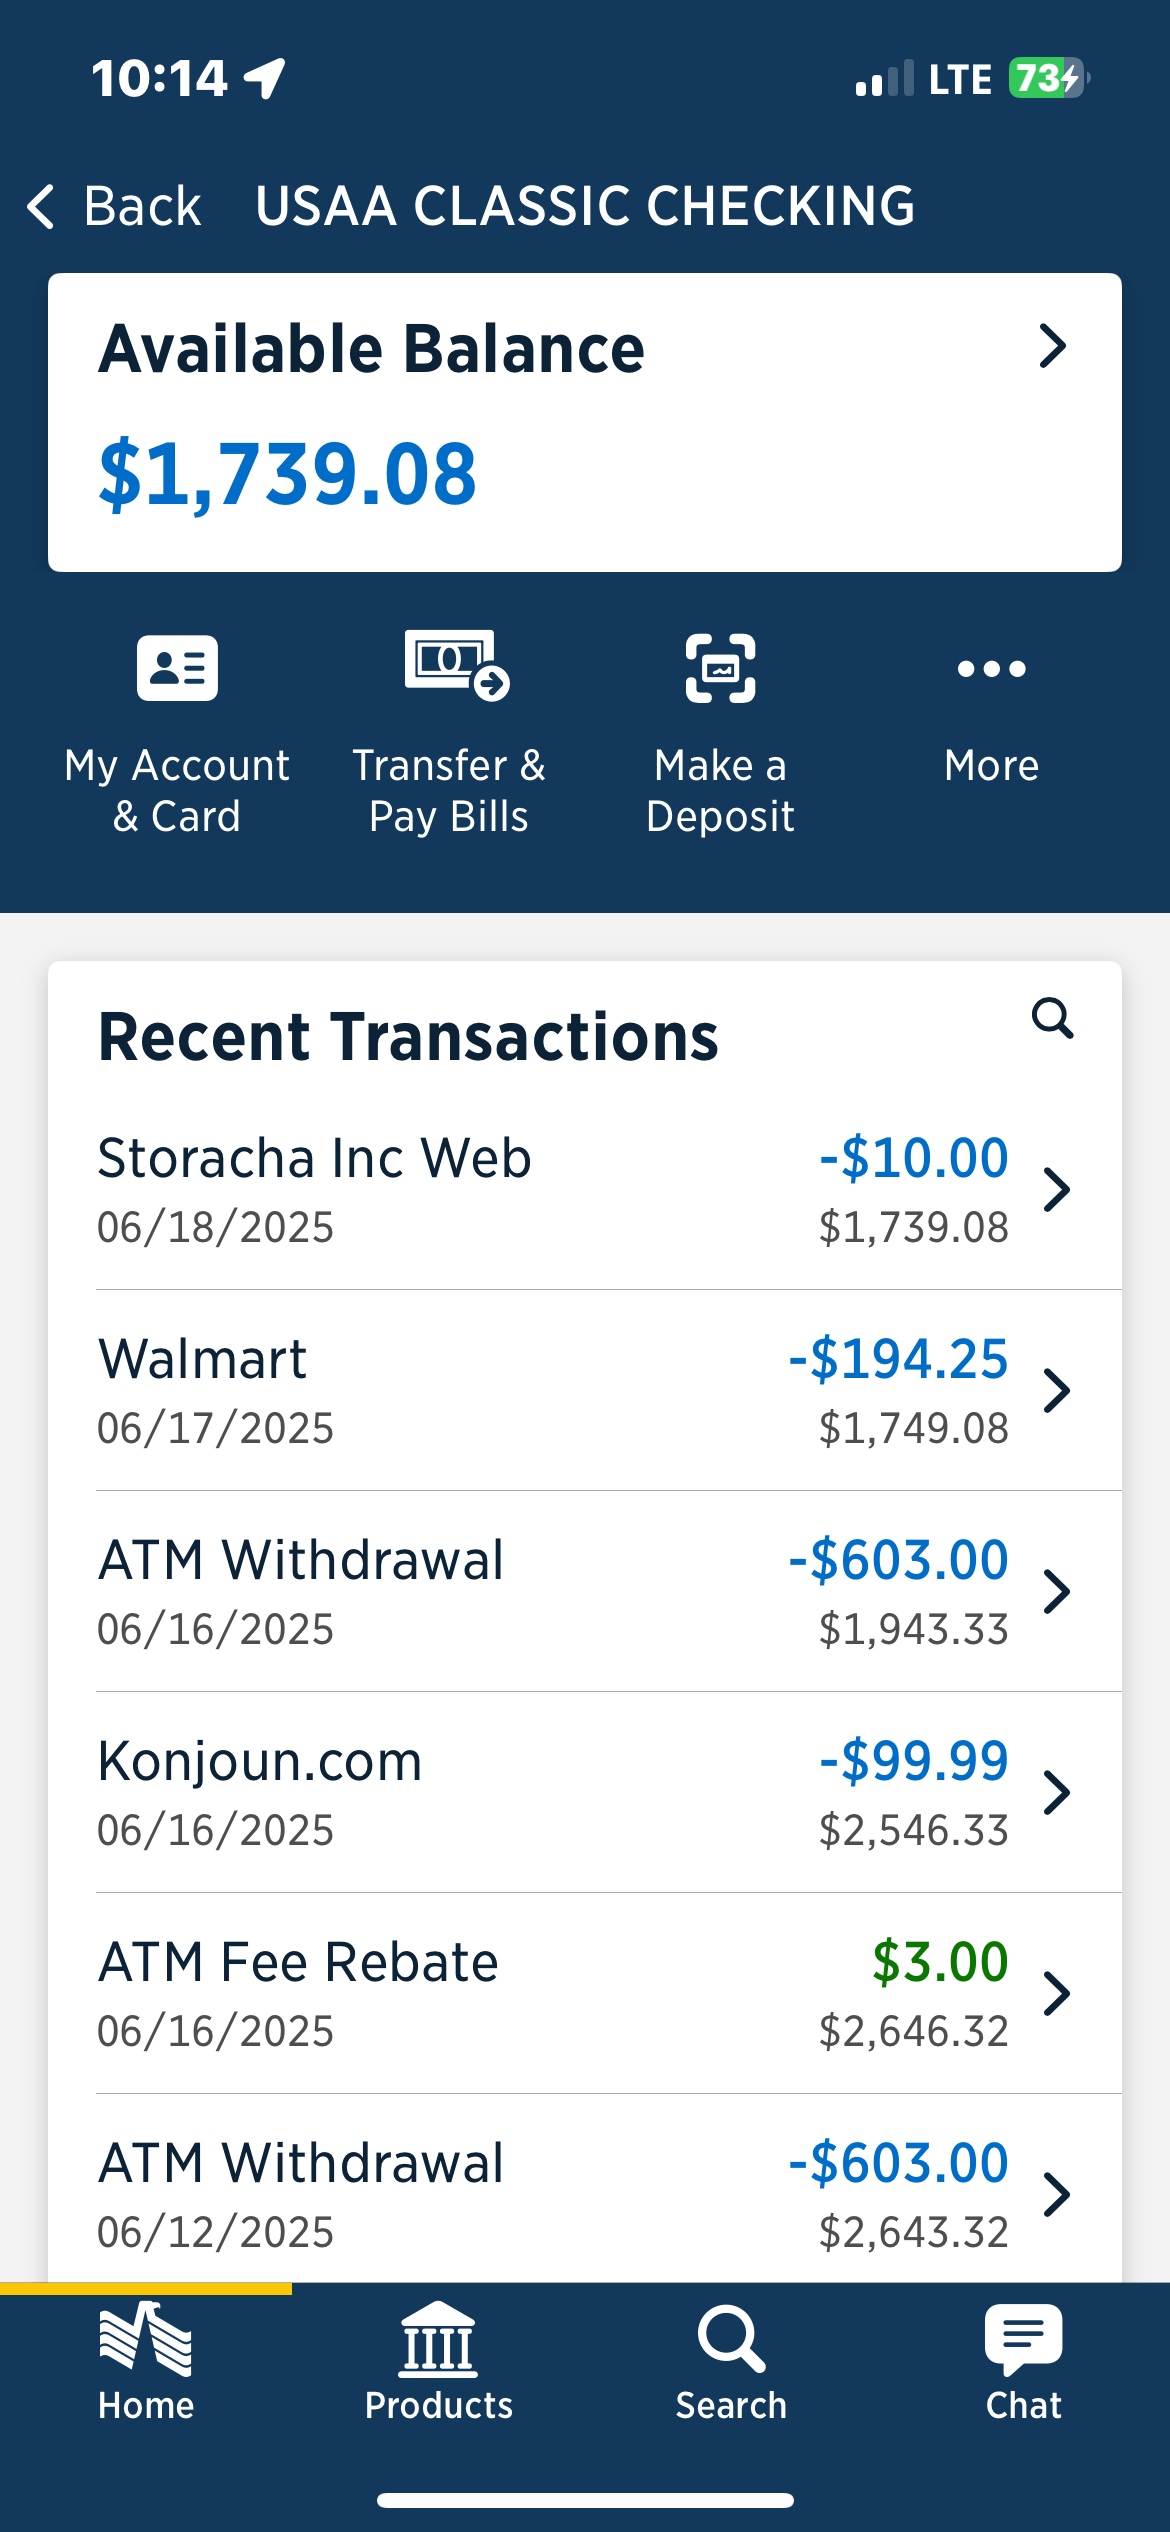 10:14
LTE 73
Back USAA CLASSIC CHECKING
Available Balance
$1,739.08
My Account
& Card
Transfer &
Pay Bills
Make a
Deposit
More
Recent Transactions
Storacha Inc Web -$10.00
06/18/2025 $1,739.08
Walmart -$194.25
06/17/2025 $1,749.08
ATM Withdrawal -$603.00
06/16/2025 $1,943.33
Konjoun.com -$99.99
06/16/2025 $2,546.33
ATM Fee Rebate $3.00
06/16/2025 $2,646.32
ATM Withdrawal -$603.00
06/12/2025 $2,643.32
Home Products Search Chat